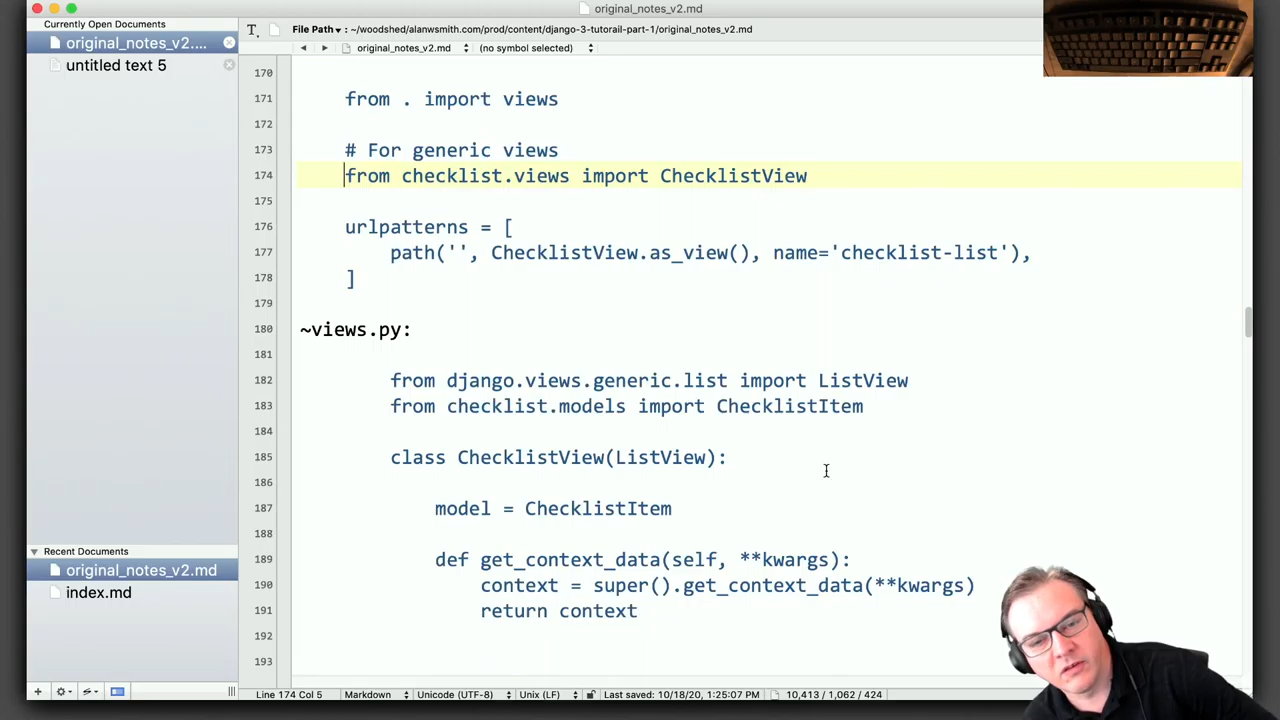 original_notes_v2.md
Currently Open Documents
original_notes_v2....
untitled text 5
File Path : ~/woodshed/alanwsmith.com/prod/content/django-3-tutorail-part-1/original_notes_v2.md
original_notes_v2.md (no symbol selected)
170
171 from . import views
172
173 # For generic views
174 from checklist.views import ChecklistView
175
176 urlpatterns = [
177 path('', ChecklistView.as_view(), name='checklist-list'),
178 ]
179
180 ~views.py:
181
182 from django.views.generic.list import ListView
183 from checklist.models import ChecklistItem
184
185 class ChecklistView(ListView):
186
187 model = ChecklistItem
188
189 def get_context_data(self, **kwargs):
190 context = super().get_context_data(**kwargs)
191 return context
192
193
Recent Documents
original_notes_v2.md
index.md
Line 174 Col 5 Markdown Unicode (UTF-8) Unix (LF) Last saved: 10/18/20, 1:25:07 PM 10,413 / 1,062 / 424